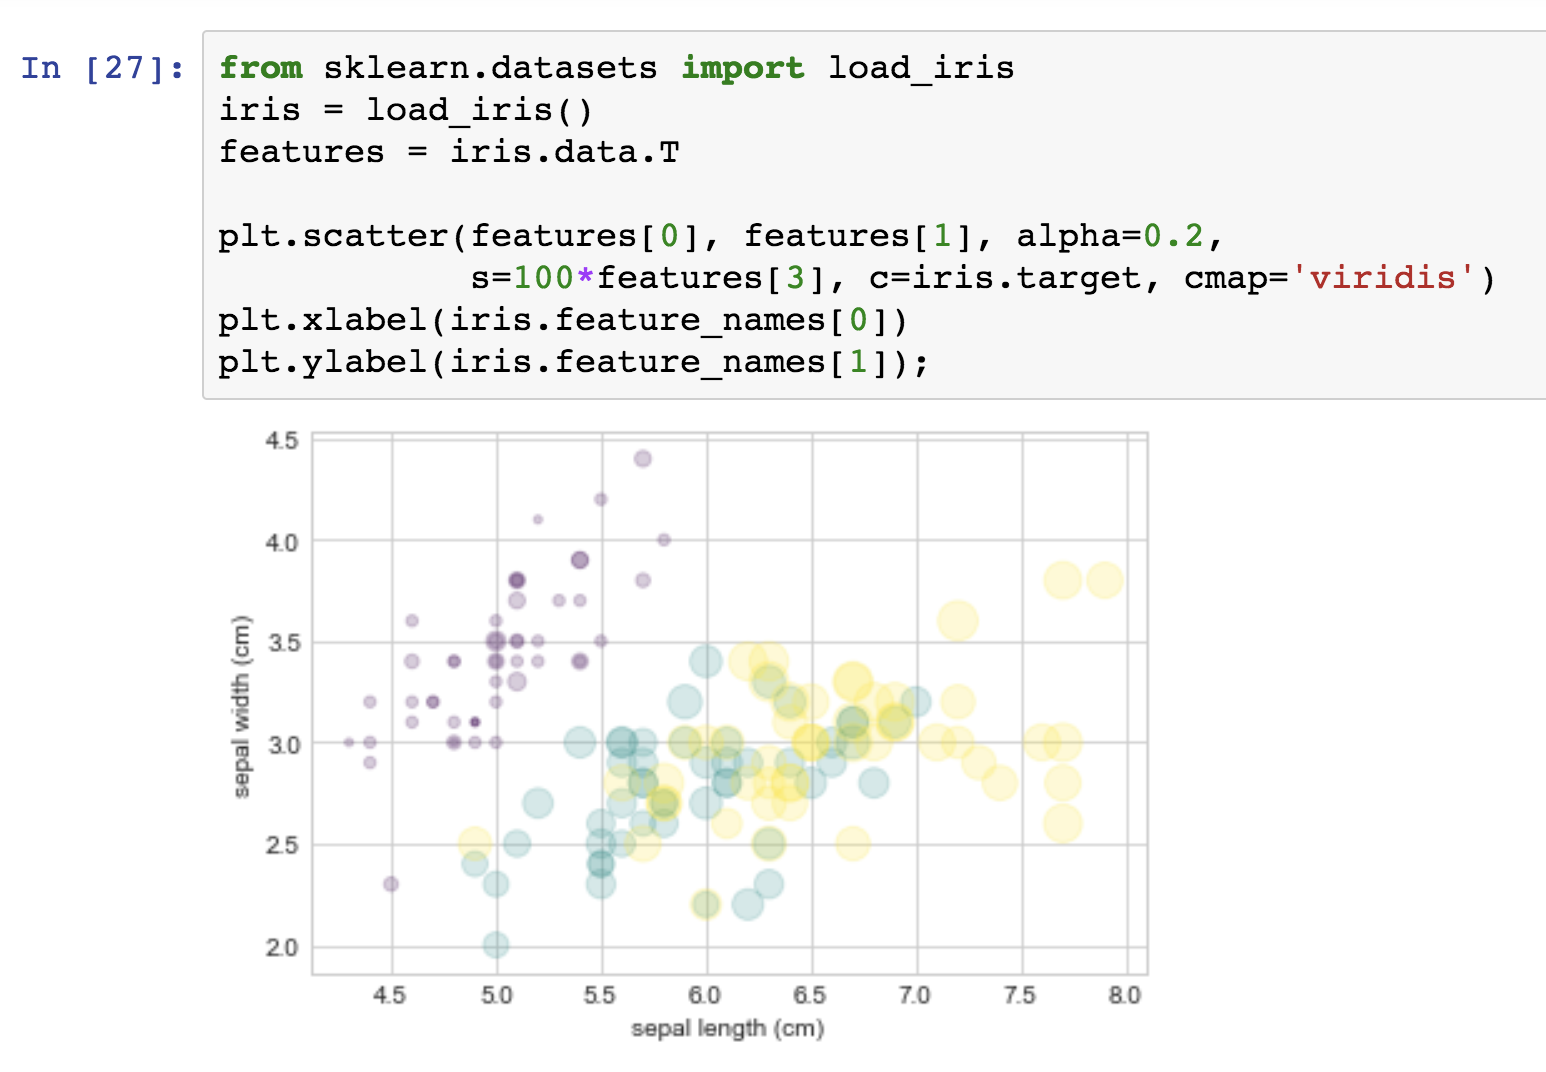 In [27]: from sklearn.datasets import load_iris
iris = load_iris()
features = iris.data.T
plt.scatter(features[0], features[1], alpha=0.2,
s=100*features[3], c=iris.target, cmap='viridis')
plt.xlabel(iris.feature_names[0])
plt.ylabel(iris.feature_names[1]);
4.5
4.0
3.5
3.0
2.5
2.0
sepal width (cm)
4.5 5.0 5.5 6.0 6.5 7.0 7.5 8.0
sepal length (cm)